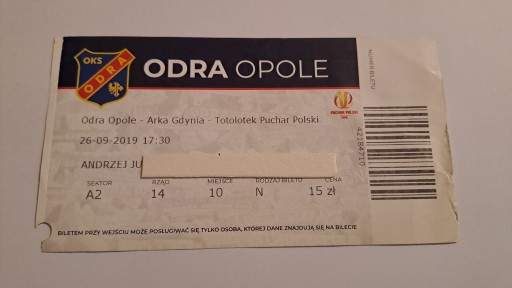 OKS
ODRA
ODRA OPOLE
Odra Opole - Arka Gdynia - Totolotek Puchar Polski
PUCHAR POLSKI
26-09-2019 17:30
ANDRZEJ JU
SEKTOR RZĄD MIEJSCE RODZAJ BILETU CENA
A2 14 10 N 15 zł
BILETEM PRZY WEJŚCIU MOŻE POSŁUGIWAĆ SIĘ TYLKO OSOBA, KTÓREJ DANE ZNAJDUJĄ SIĘ NA BILECIE
NUMER BILETU
42184710